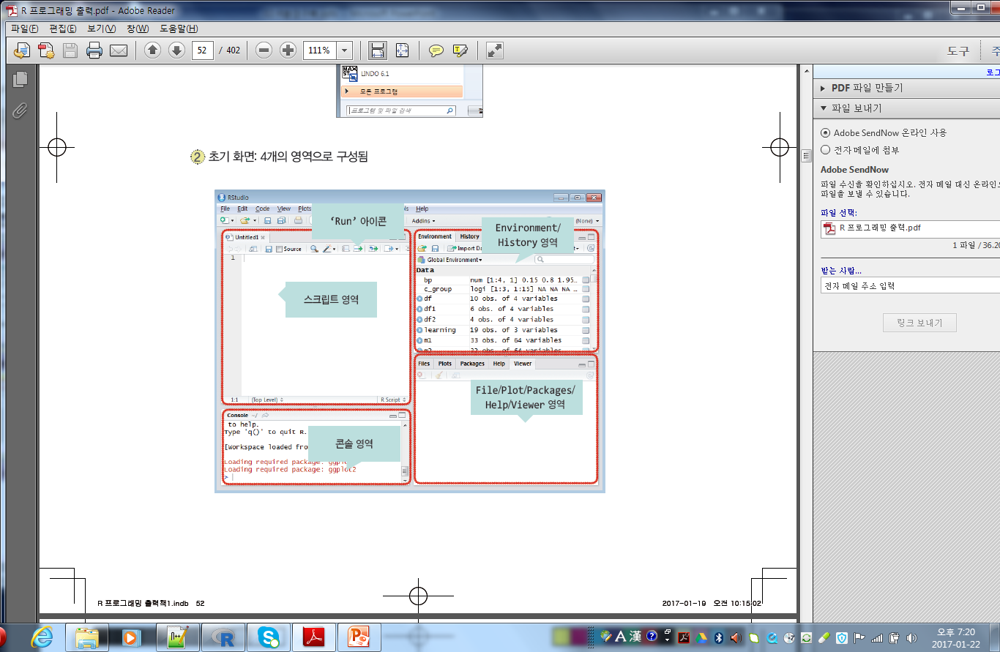 R 프로그래밍 출력.pdf - Adobe Reader
파일(F) 편집(E) 보기(V) 창(W) 도움말(H)
52 / 402 111% 도구
LINDO 6.1
모든 프로그램
프로그램 및 파일 검색
2 초기 화면: 4개의 영역으로 구성됨
RStudio
File Edit Code View Plots Help
'Run' 아이콘
Addins (None)
Untitled1
Source
1
스크립트 영역
1:1 (Top Level) R Script
Environment History
Environment/
History 영역
Import Da
Global Environment
Data
bp num [1:4, 1] 0.15 0.8 1.95..
c_group logi [1:3, 1:15] NA NA NA ...
df 10 obs. of 4 variables
df1 6 obs. of 4 variables
df2 4 obs. of 4 variables
learning 19 obs. of 3 variables
m1 33 obs. of 64 variables
Files Plots Packages Help Viewer
File/Plot/Packages/
Help/Viewer 영역
Console ~/
to help.
Type 'q()' to quit R.
[Workspace loaded fro
콘솔 영역
Loading required package: ggplo
Loading required package: ggplot2
>
R 프로그래밍 출력책1.indb 52
2017-01-19 오전 10:15:02
PDF 파일 만들기
파일 보내기
Adobe SendNow 온라인 사용
전자 메일에 첨부
Adobe SendNow
파일 수신을 확인하십시오. 전자 메일 대신 온라인으
파일을 보낼 수 있습니다.
파일 선택:
R 프로그래밍 출력.pdf
1 파일 / 36.20
받는 사람...
전자 메일 주소 입력
링크 보내기
A 漢
오후 7:20
2017-01-22